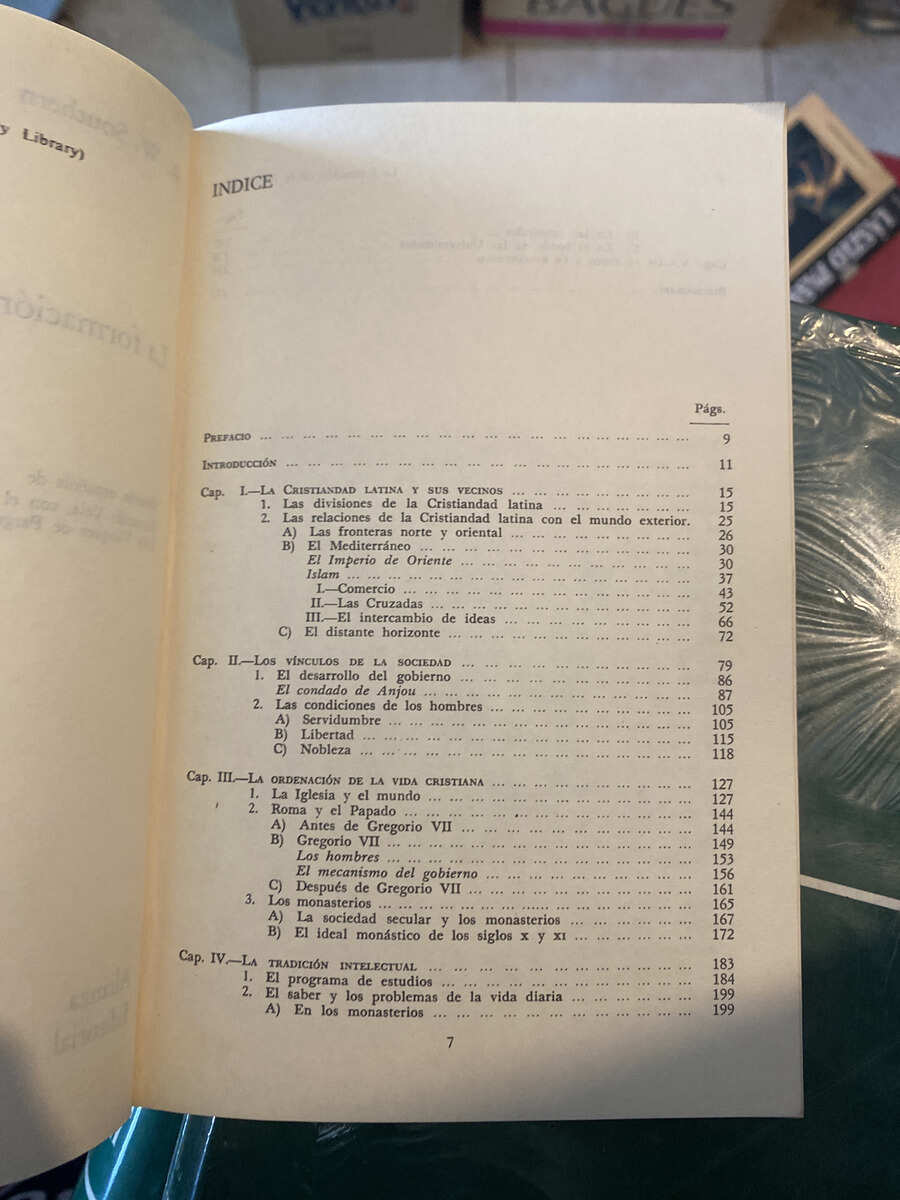 BAGUES
y Library)
INDICE
Págs.
PREFACIO ... ... ... ... ... ... ... ... ... ... ... ... ... ... ... ... ... ... 9
INTRODUCCIÓN ... ... ... ... ... ... ... ... ... ... ... ... ... ... ... ... ... 11
Cap. I.—LA CRISTIANDAD LATINA Y SUS VECINOS ... ... ... ... ... ... ... 15
1. Las divisiones de la Cristiandad latina ... ... ... ... ... 15
2. Las relaciones de la Cristiandad latina con el mundo exterior. 25
A) Las fronteras norte y oriental ... ... ... ... ... ... ... 26
B) El Mediterráneo ... ... ... ... ... ... ... ... ... ... ... 30
El Imperio de Oriente ... ... ... ... ... ... ... ... ... 30
Islam ... ... ... ... ... ... ... ... ... ... ... ... ... 37
I.—Comercio ... ... ... ... ... ... ... ... ... ... ... 43
II.—Las Cruzadas ... ... ... ... ... ... ... ... ... ... 52
III.—El intercambio de ideas ... ... ... ... ... ... ... 66
C) El distante horizonte ... ... ... ... ... ... ... ... ... 72
Cap. II.—LOS VÍNCULOS DE LA SOCIEDAD ... ... ... ... ... ... ... ... ... 79
1. El desarrollo del gobierno ... ... ... ... ... ... ... ... ... 86
El condado de Anjou ... ... ... ... ... ... ... ... ... ... 87
2. Las condiciones de los hombres ... ... ... ... ... ... ... ... 105
A) Servidumbre ... ... ... ... ... ... ... ... ... ... ... ... 105
B) Libertad ... ... ... ... ... ... ... ... ... ... ... ... ... 115
C) Nobleza ... ... ... ... ... ... ... ... ... ... ... ... ... 118
Cap. III.—LA ORDENACIÓN DE LA VIDA CRISTIANA ... ... ... ... ... ... ... 127
1. La Iglesia y el mundo ... ... ... ... ... ... ... ... ... ... 127
2. Roma y el Papado ... ... ... ... ... ... ... ... ... ... ... 144
A) Antes de Gregorio VII ... ... ... ... ... ... ... ... ... 144
B) Gregorio VII ... ... ... ... ... ... ... ... ... ... ... ... 149
Los hombres ... ... ... ... ... ... ... ... ... ... ... ... 153
El mecanismo del gobierno ... ... ... ... ... ... ... ... 156
C) Después de Gregorio VII ... ... ... ... ... ... ... ... ... 161
3. Los monasterios ... ... ... ... ... ... ... ... ... ... ... ... 165
A) La sociedad secular y los monasterios ... ... ... ... ... 167
B) El ideal monástico de los siglos X y XI ... ... ... ... ... 172
Cap. IV.—LA TRADICIÓN INTELECTUAL ... ... ... ... ... ... ... ... ... ... 183
1. El programa de estudios ... ... ... ... ... ... ... ... ... ... 184
2. El saber y los problemas de la vida diaria ... ... ... ... ... 199
A) En los monasterios ... ... ... ... ... ... ... ... ... ... 199
7